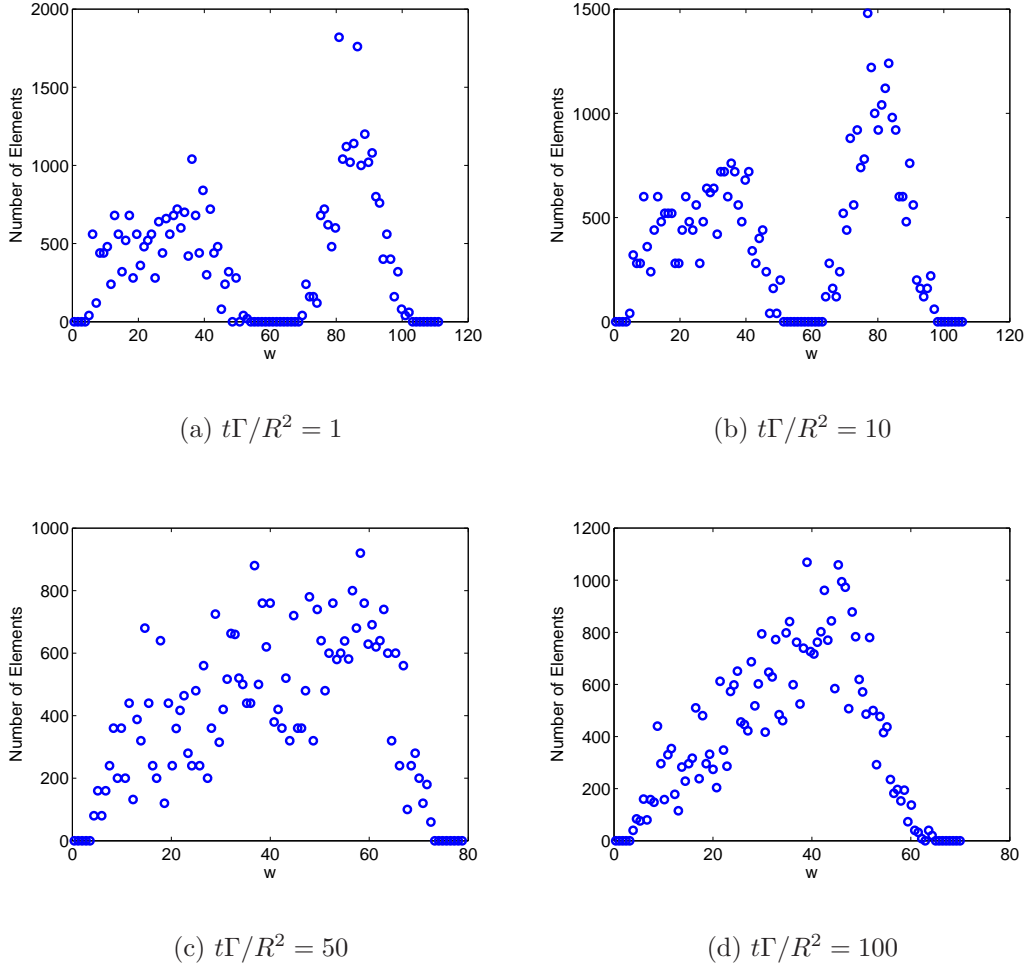 2000
1500
1000
500
0
0 20 40 60 80 100 120
w
Number of Elements
(a) tΓ/R² = 1
1500
1000
500
0
0 20 40 60 80 100 120
w
Number of Elements
(b) tΓ/R² = 10
1000
800
600
400
200
0
0 20 40 60 80
w
Number of Elements
(c) tΓ/R² = 50
1200
1000
800
600
400
200
0
0 20 40 60 80
w
Number of Elements
(d) tΓ/R² = 100